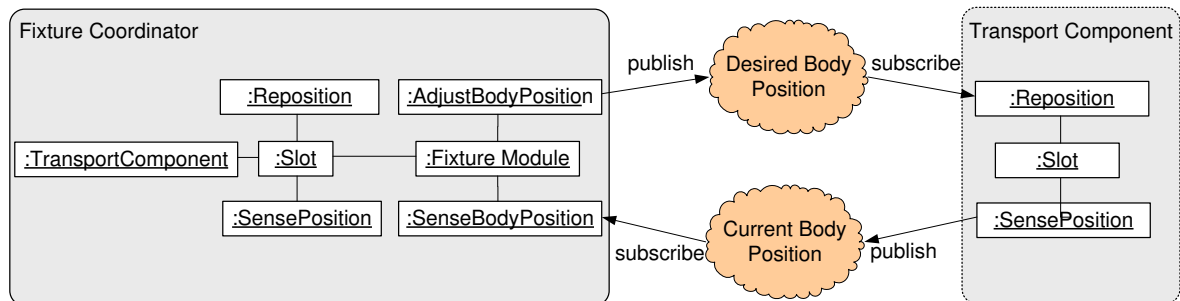 Fixture Coordinator
:Reposition
:AdjustBodyPosition
:TransportComponent
:Slot
:Fixture Module
:SensePosition
:SenseBodyPosition
publish
Desired Body
Position
subscribe
subscribe
Current Body
Position
publish
Transport Component
:Reposition
:Slot
:SensePosition